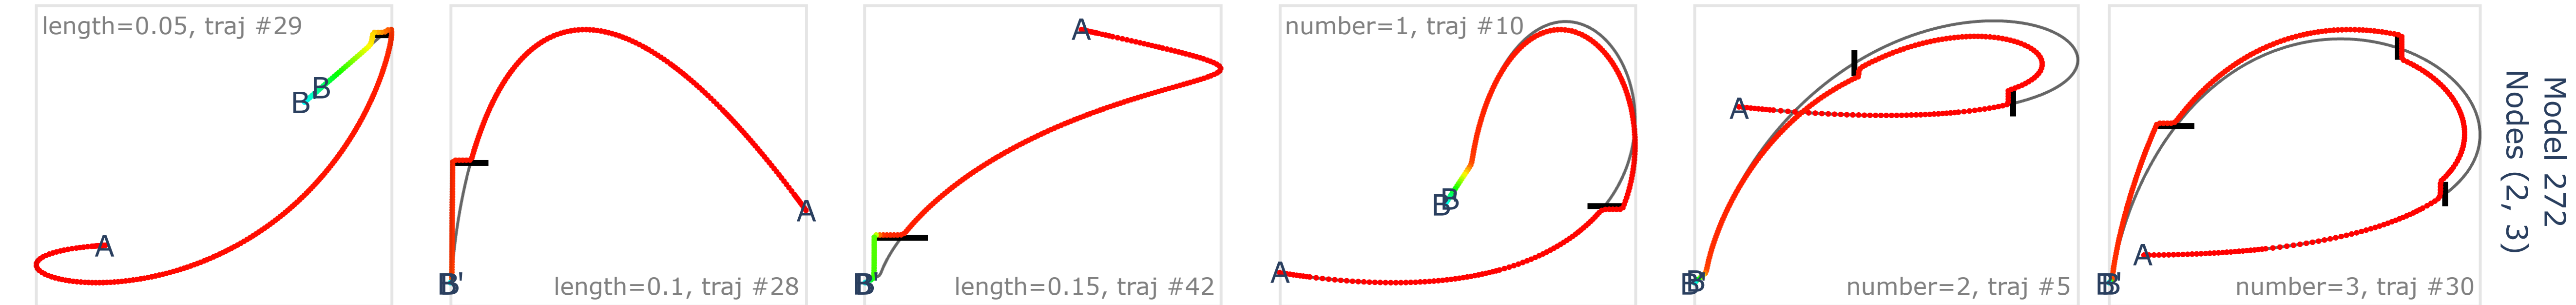 length=0.05, traj #29
B
B
A
A
B'
length=0.1, traj #28
A
B'
length=0.15, traj #42
number=1, traj #10
B
B
A
A
B'
number=2, traj #5
A
B'
number=3, traj #30
Model 272
Nodes (2, 3)